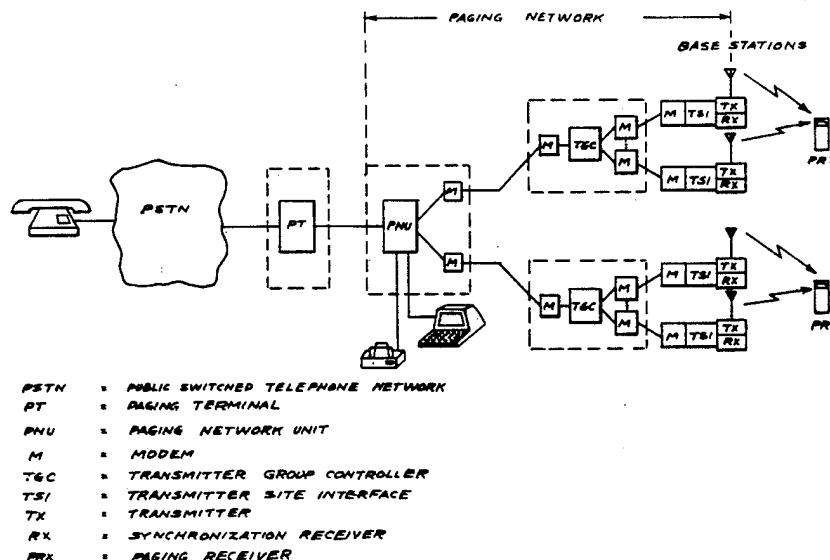 PAGING NETWORK
BASE STATIONS
M TSI TX
RX
M TGC M
M
PR
M TSI TX
RX
PSTN
PT
PNU
M
M
M TSI TX
RX
M TGC M
M
PR
M TSI TX
RX
PSTN = PUBLIC SWITCHED TELEPHONE NETWORK
PT = PAGING TERMINAL
PNU = PAGING NETWORK UNIT
M = MODEM
TGC = TRANSMITTER GROUP CONTROLLER
TSI = TRANSMITTER SITE INTERFACE
TX = TRANSMITTER
RX = SYNCHRONIZATION RECEIVER
PRX = PAGING RECEIVER